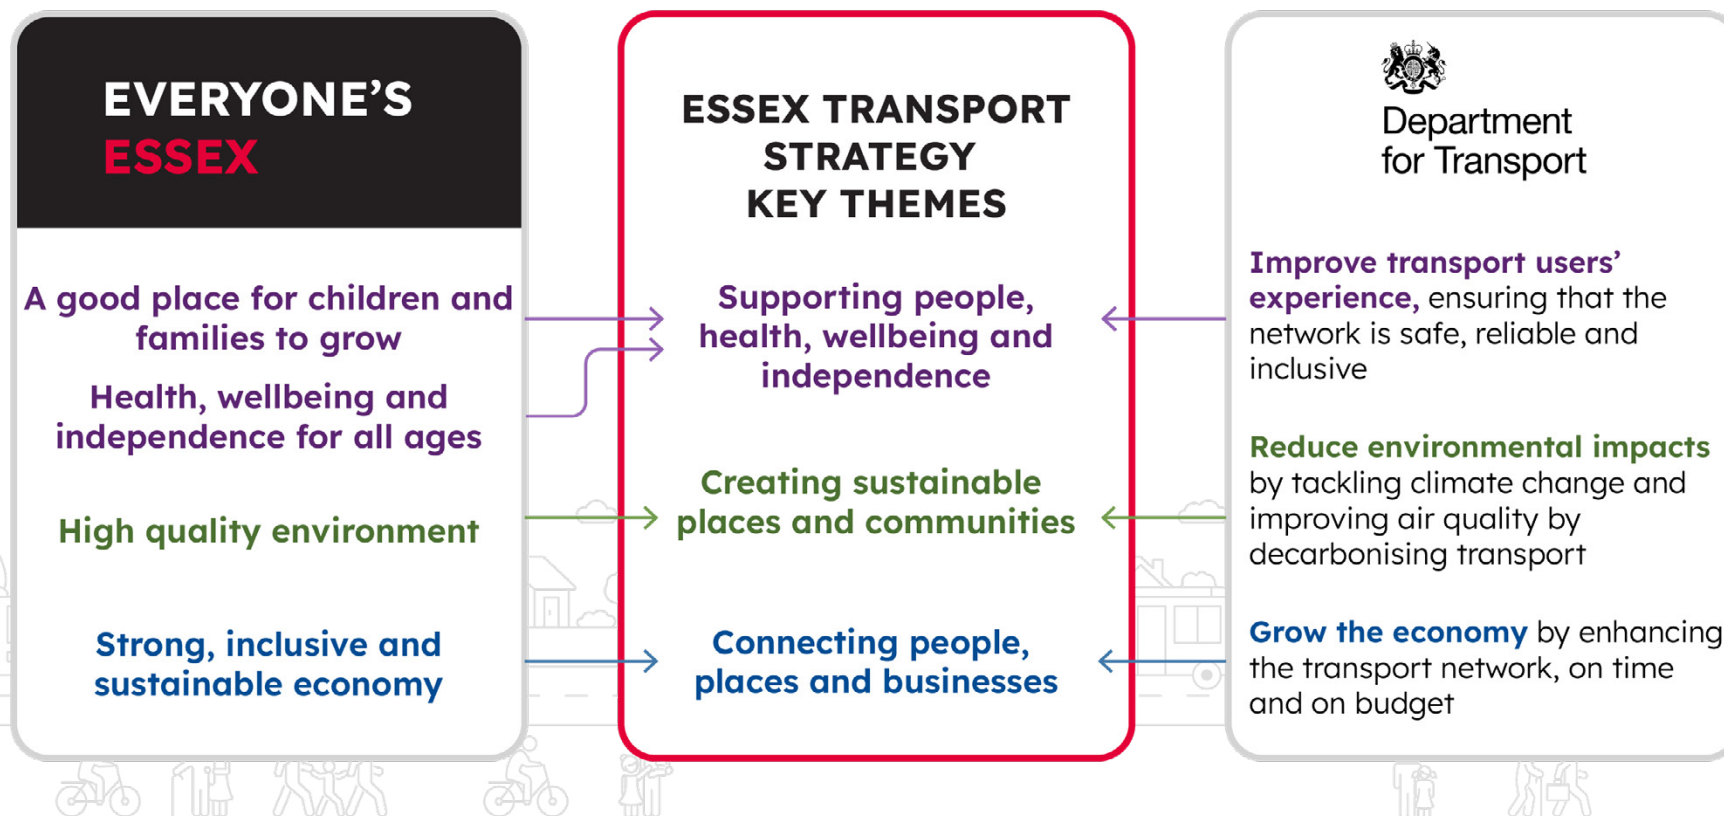 EVERYONE'S
ESSEX
A good place for children and
families to grow
Health, wellbeing and
independence for all ages
High quality environment
Strong, inclusive and
sustainable economy
ESSEX TRANSPORT
STRATEGY
KEY THEMES
Supporting people,
health, wellbeing and
independence
Creating sustainable
places and communities
Connecting people,
places and businesses
Department
for Transport
Improve transport users'
experience, ensuring that the
network is safe, reliable and
inclusive
Reduce environmental impacts
by tackling climate change and
improving air quality by
decarbonising transport
Grow the economy by enhancing
the transport network, on time
and on budget